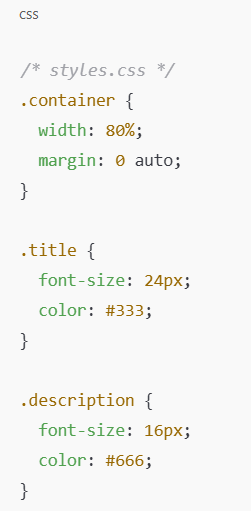 css
/* styles.css */
.container {
  width: 80%;
  margin: 0 auto;
}
.title {
  font-size: 24px;
  color: #333;
}
.description {
  font-size: 16px;
  color: #666;
}